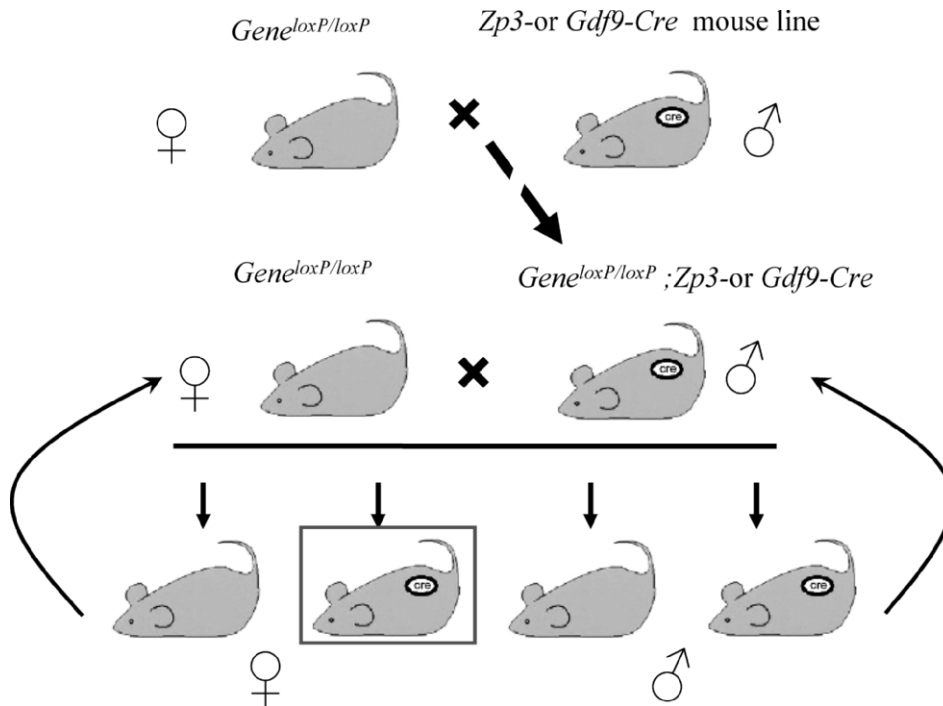 Gene^loxP/loxP Zp3-or Gdf9-Cre mouse line
♀ cre ♂
Gene^loxP/loxP Gene^loxP/loxP ;Zp3-or Gdf9-Cre
♀ cre ♂
cre cre
♀ ♂